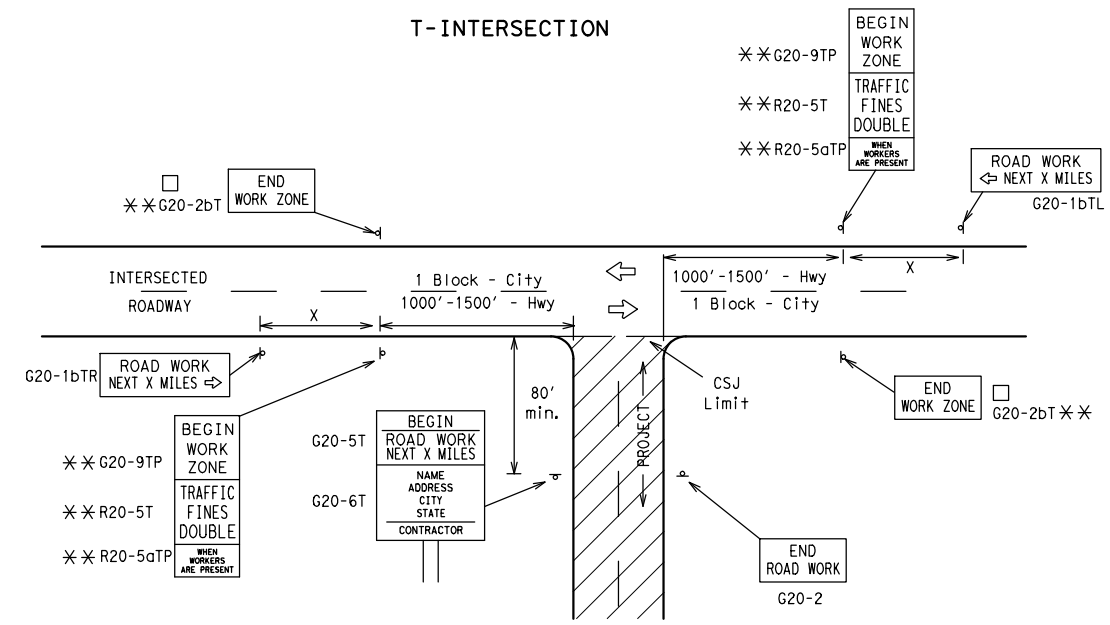 T-INTERSECTION
BEGIN
WORK
ZONE
TRAFFIC
FINES
DOUBLE
WHEN
WORKERS
ARE PRESENT
✱✱G20-9TP
✱✱R20-5T
✱✱R20-5aTP
ROAD WORK
⇦ NEXT X MILES
G20-1bTL
END
WORK ZONE
□
✱✱G20-2bT
INTERSECTED
ROADWAY
1 Block - City
1000'-1500' - Hwy
1000'-1500' - Hwy
1 Block - City
X
X
G20-1bTR
ROAD WORK
NEXT X MILES ⇨
80'
min.
CSJ
Limit
PROJECT
END
WORK ZONE
□
G20-2bT✱✱
BEGIN
WORK
ZONE
TRAFFIC
FINES
DOUBLE
WHEN
WORKERS
ARE PRESENT
✱✱G20-9TP
✱✱R20-5T
✱✱R20-5aTP
G20-5T
G20-6T
BEGIN
ROAD WORK
NEXT X MILES
NAME
ADDRESS
CITY
STATE
CONTRACTOR
END
ROAD WORK
G20-2